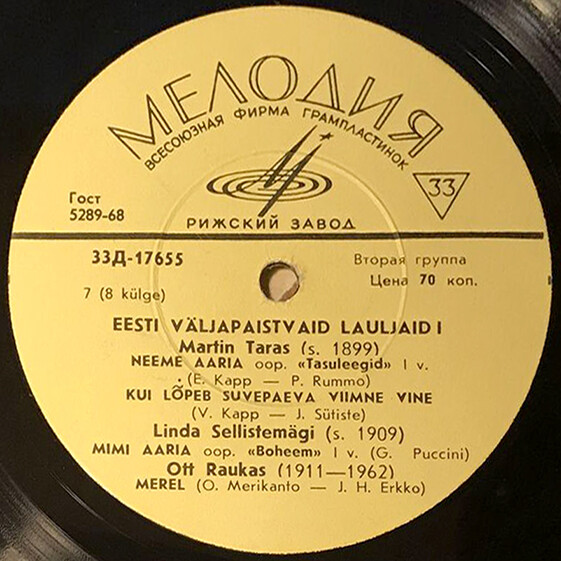 МЕЛОДИЯ
ВСЕСОЮЗНАЯ ФИРМА ГРАМПЛАСТИНОК
33
Гост
5289-68
РИЖСКИЙ ЗАВОД
33Д-17655
Вторая группа
7 (8 külge)
Цена 70 коп.
EESTI VÄLJAPAISTVAID LAULJAID I
Martin Taras (s. 1899)
NEEME AARIA oop. «Tasuleegid» I v.
(E. Kapp — P. Rummo)
KUI LÕPEB SUVEPAEVA VIIMNE VINE
(V. Kapp — J. Sütiste)
Linda Sellistemägi (s. 1909)
MIMI AARIA oop. «Boheem» I v. (G. Puccini)
Ott Raukas (1911—1962)
MEREL (O. Merikanto — J. H. Erkko)